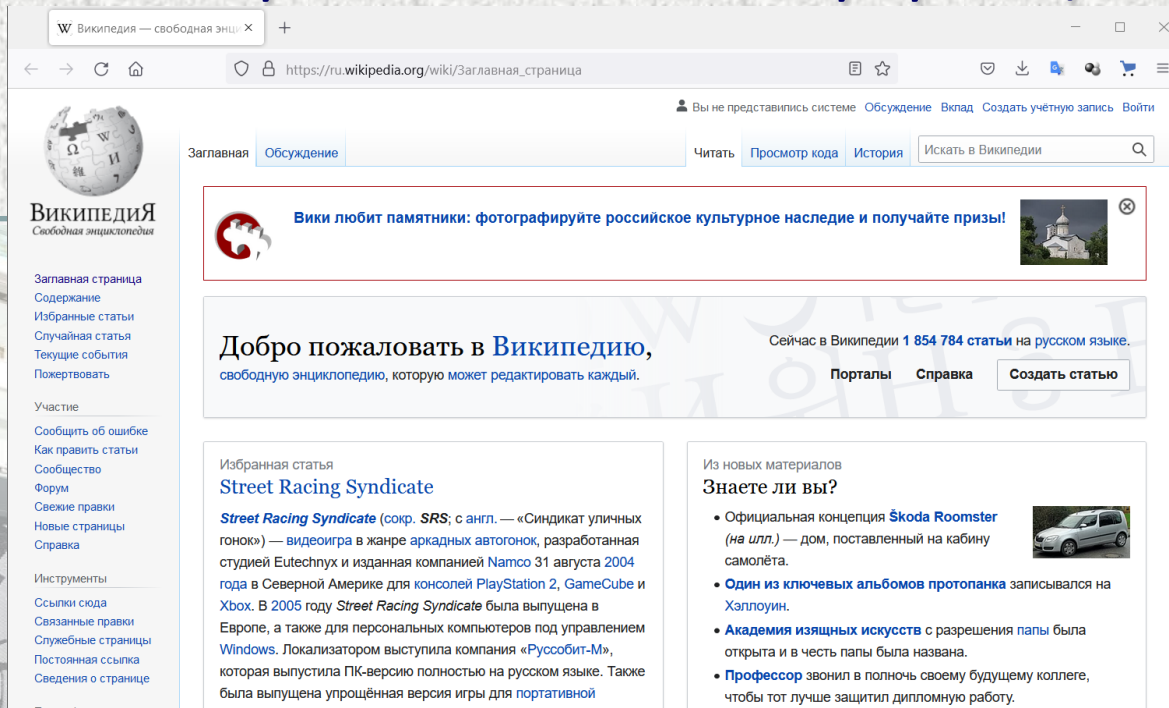 Википедия — свободная энци
https://ru.wikipedia.org/wiki/Заглавная_страница
Вы не представились системе Обсуждение Вклад Создать учётную запись Войти
Заглавная Обсуждение Читать Просмотр кода История Искать в Википедии
ВикипедиЯ
Свободная энциклопедия
Заглавная страница
Содержание
Избранные статьи
Случайная статья
Текущие события
Пожертвовать
Участие
Сообщить об ошибке
Как править статьи
Сообщество
Форум
Свежие правки
Новые страницы
Справка
Инструменты
Ссылки сюда
Связанные правки
Служебные страницы
Постоянная ссылка
Сведения о странице
Вики любит памятники: фотографируйте российское культурное наследие и получайте призы!
Добро пожаловать в Википедию,
свободную энциклопедию, которую может редактировать каждый.
Сейчас в Википедии 1 854 784 статьи на русском языке.
Порталы Справка Создать статью
Избранная статья
Street Racing Syndicate
Street Racing Syndicate (сокр. SRS; с англ. — «Синдикат уличных
гонок») — видеоигра в жанре аркадных автогонок, разработанная
студией Eutechnyx и изданная компанией Namco 31 августа 2004
года в Северной Америке для консолей PlayStation 2, GameCube и
Xbox. В 2005 году Street Racing Syndicate была выпущена в
Европе, а также для персональных компьютеров под управлением
Windows. Локализатором выступила компания «Руссобит-М»,
которая выпустила ПК-версию полностью на русском языке. Также
была выпущена упрощённая версия игры для портативной
Из новых материалов
Знаете ли вы?
• Официальная концепция Škoda Roomster
(на илл.) — дом, поставленный на кабину
самолёта.
• Один из ключевых альбомов протопанка записывался на
Хэллоуин.
• Академия изящных искусств с разрешения папы была
открыта и в честь папы была названа.
• Профессор звонил в полночь своему будущему коллеге,
чтобы тот лучше защитил дипломную работу.